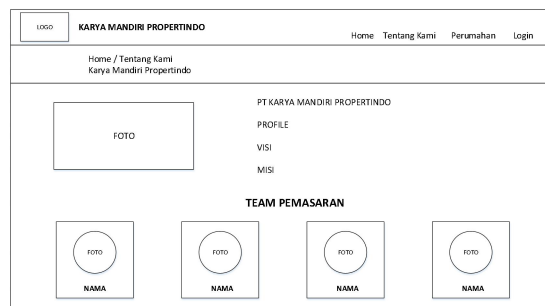 LOGO
KARYA MANDIRI PROPERTINDO
Home Tentang Kami Perumahan Login
Home / Tentang Kami
Karya Mandiri Propertindo
FOTO
PT KARYA MANDIRI PROPERTINDO
PROFILE
VISI
MISI
TEAM PEMASARAN
FOTO FOTO FOTO FOTO
NAMA NAMA NAMA NAMA